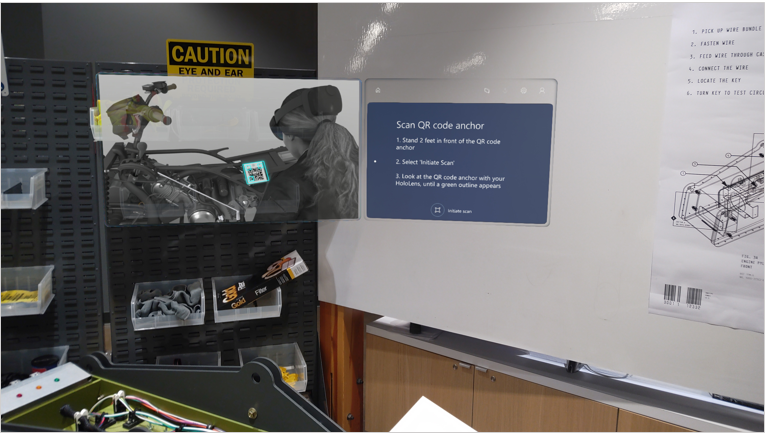 CAUTION
EYE AND EAR
Scan QR code anchor
1. Stand 2 feet in front of the QR code
anchor
2. Select 'Initiate Scan'
3. Look at the QR code anchor with your
HoloLens, until a green outline appears
Initiate scan
1. PICK UP WIRE BUNDLE
2. FASTEN WIRE
3. FEED WIRE THROUGH
4. CONNECT THE WIRE
5. LOCATE THE KEY
6. TURN KEY TO TEST
Gold
Filter